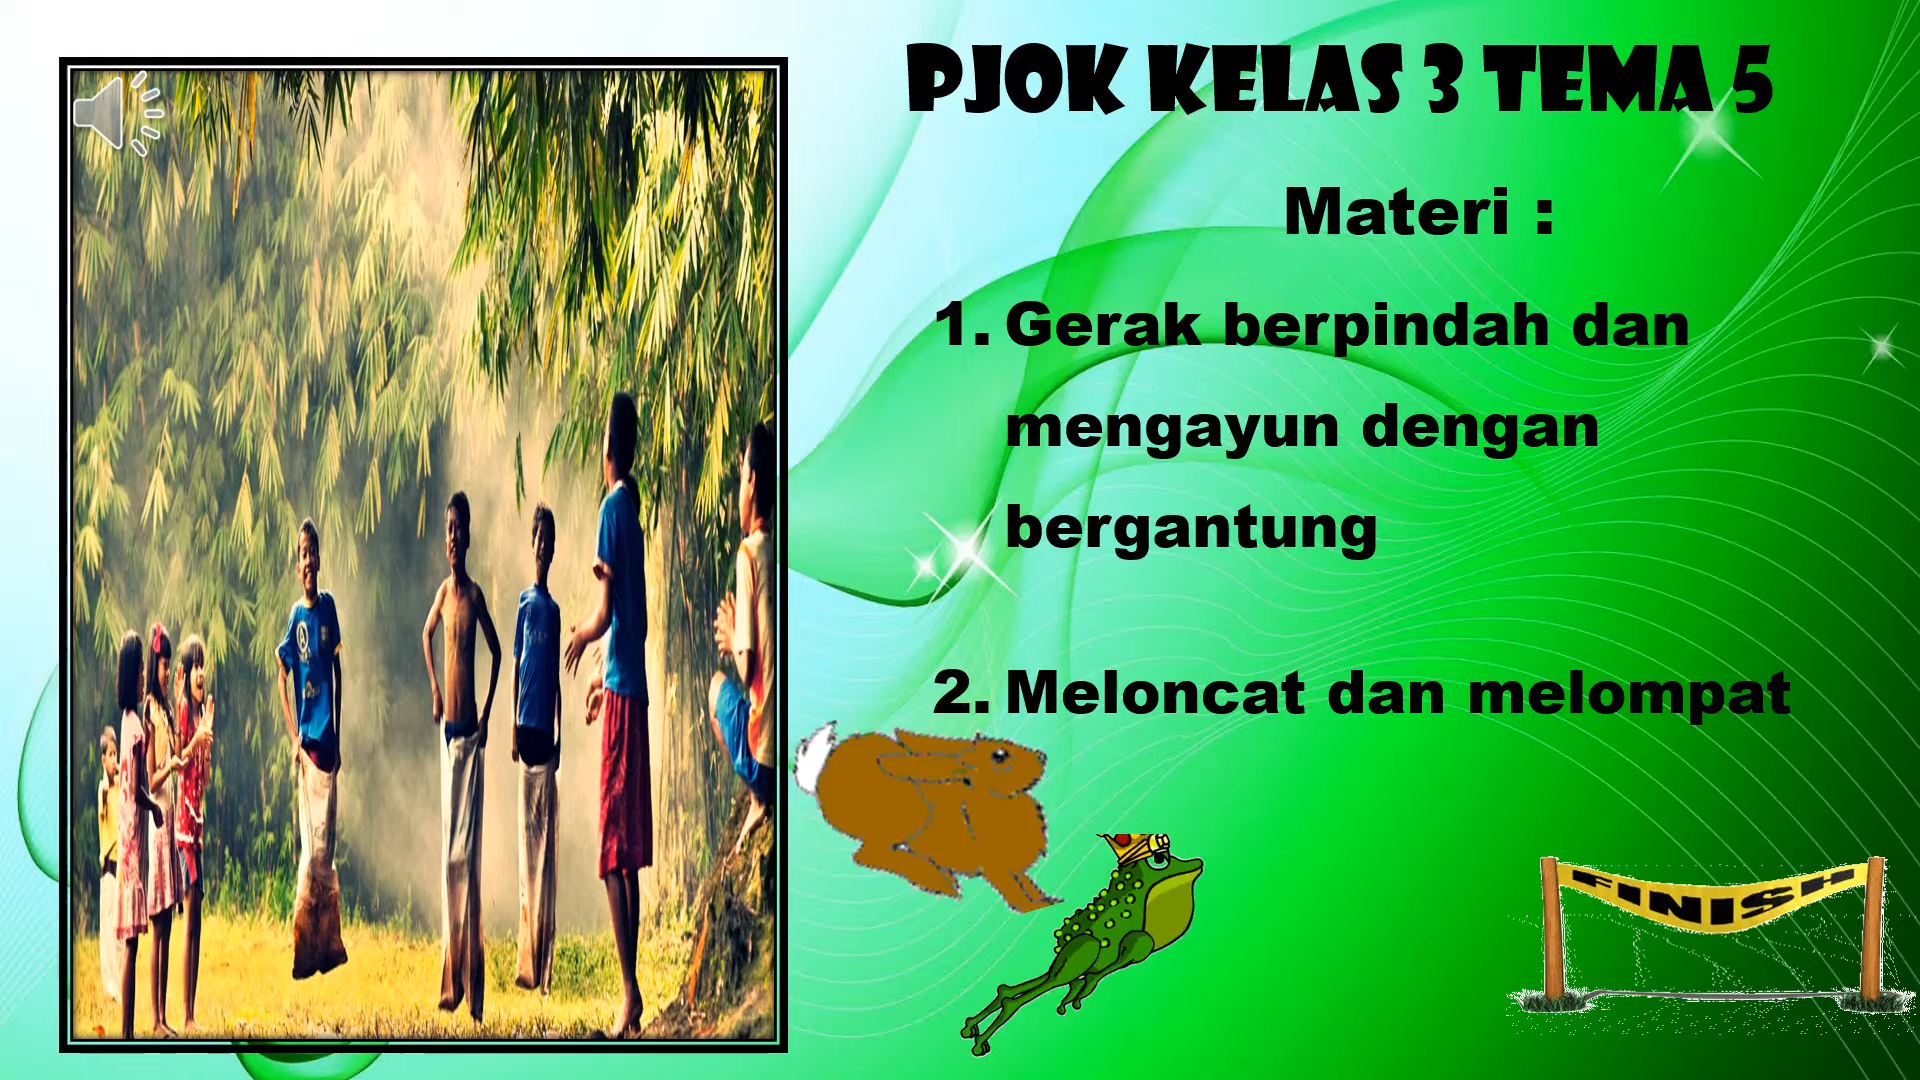 PJOK KELAS 3 TEMA 5
Materi :
1. Gerak berpindah dan
mengayun dengan
bergantung
2. Meloncat dan melompat
FINISH